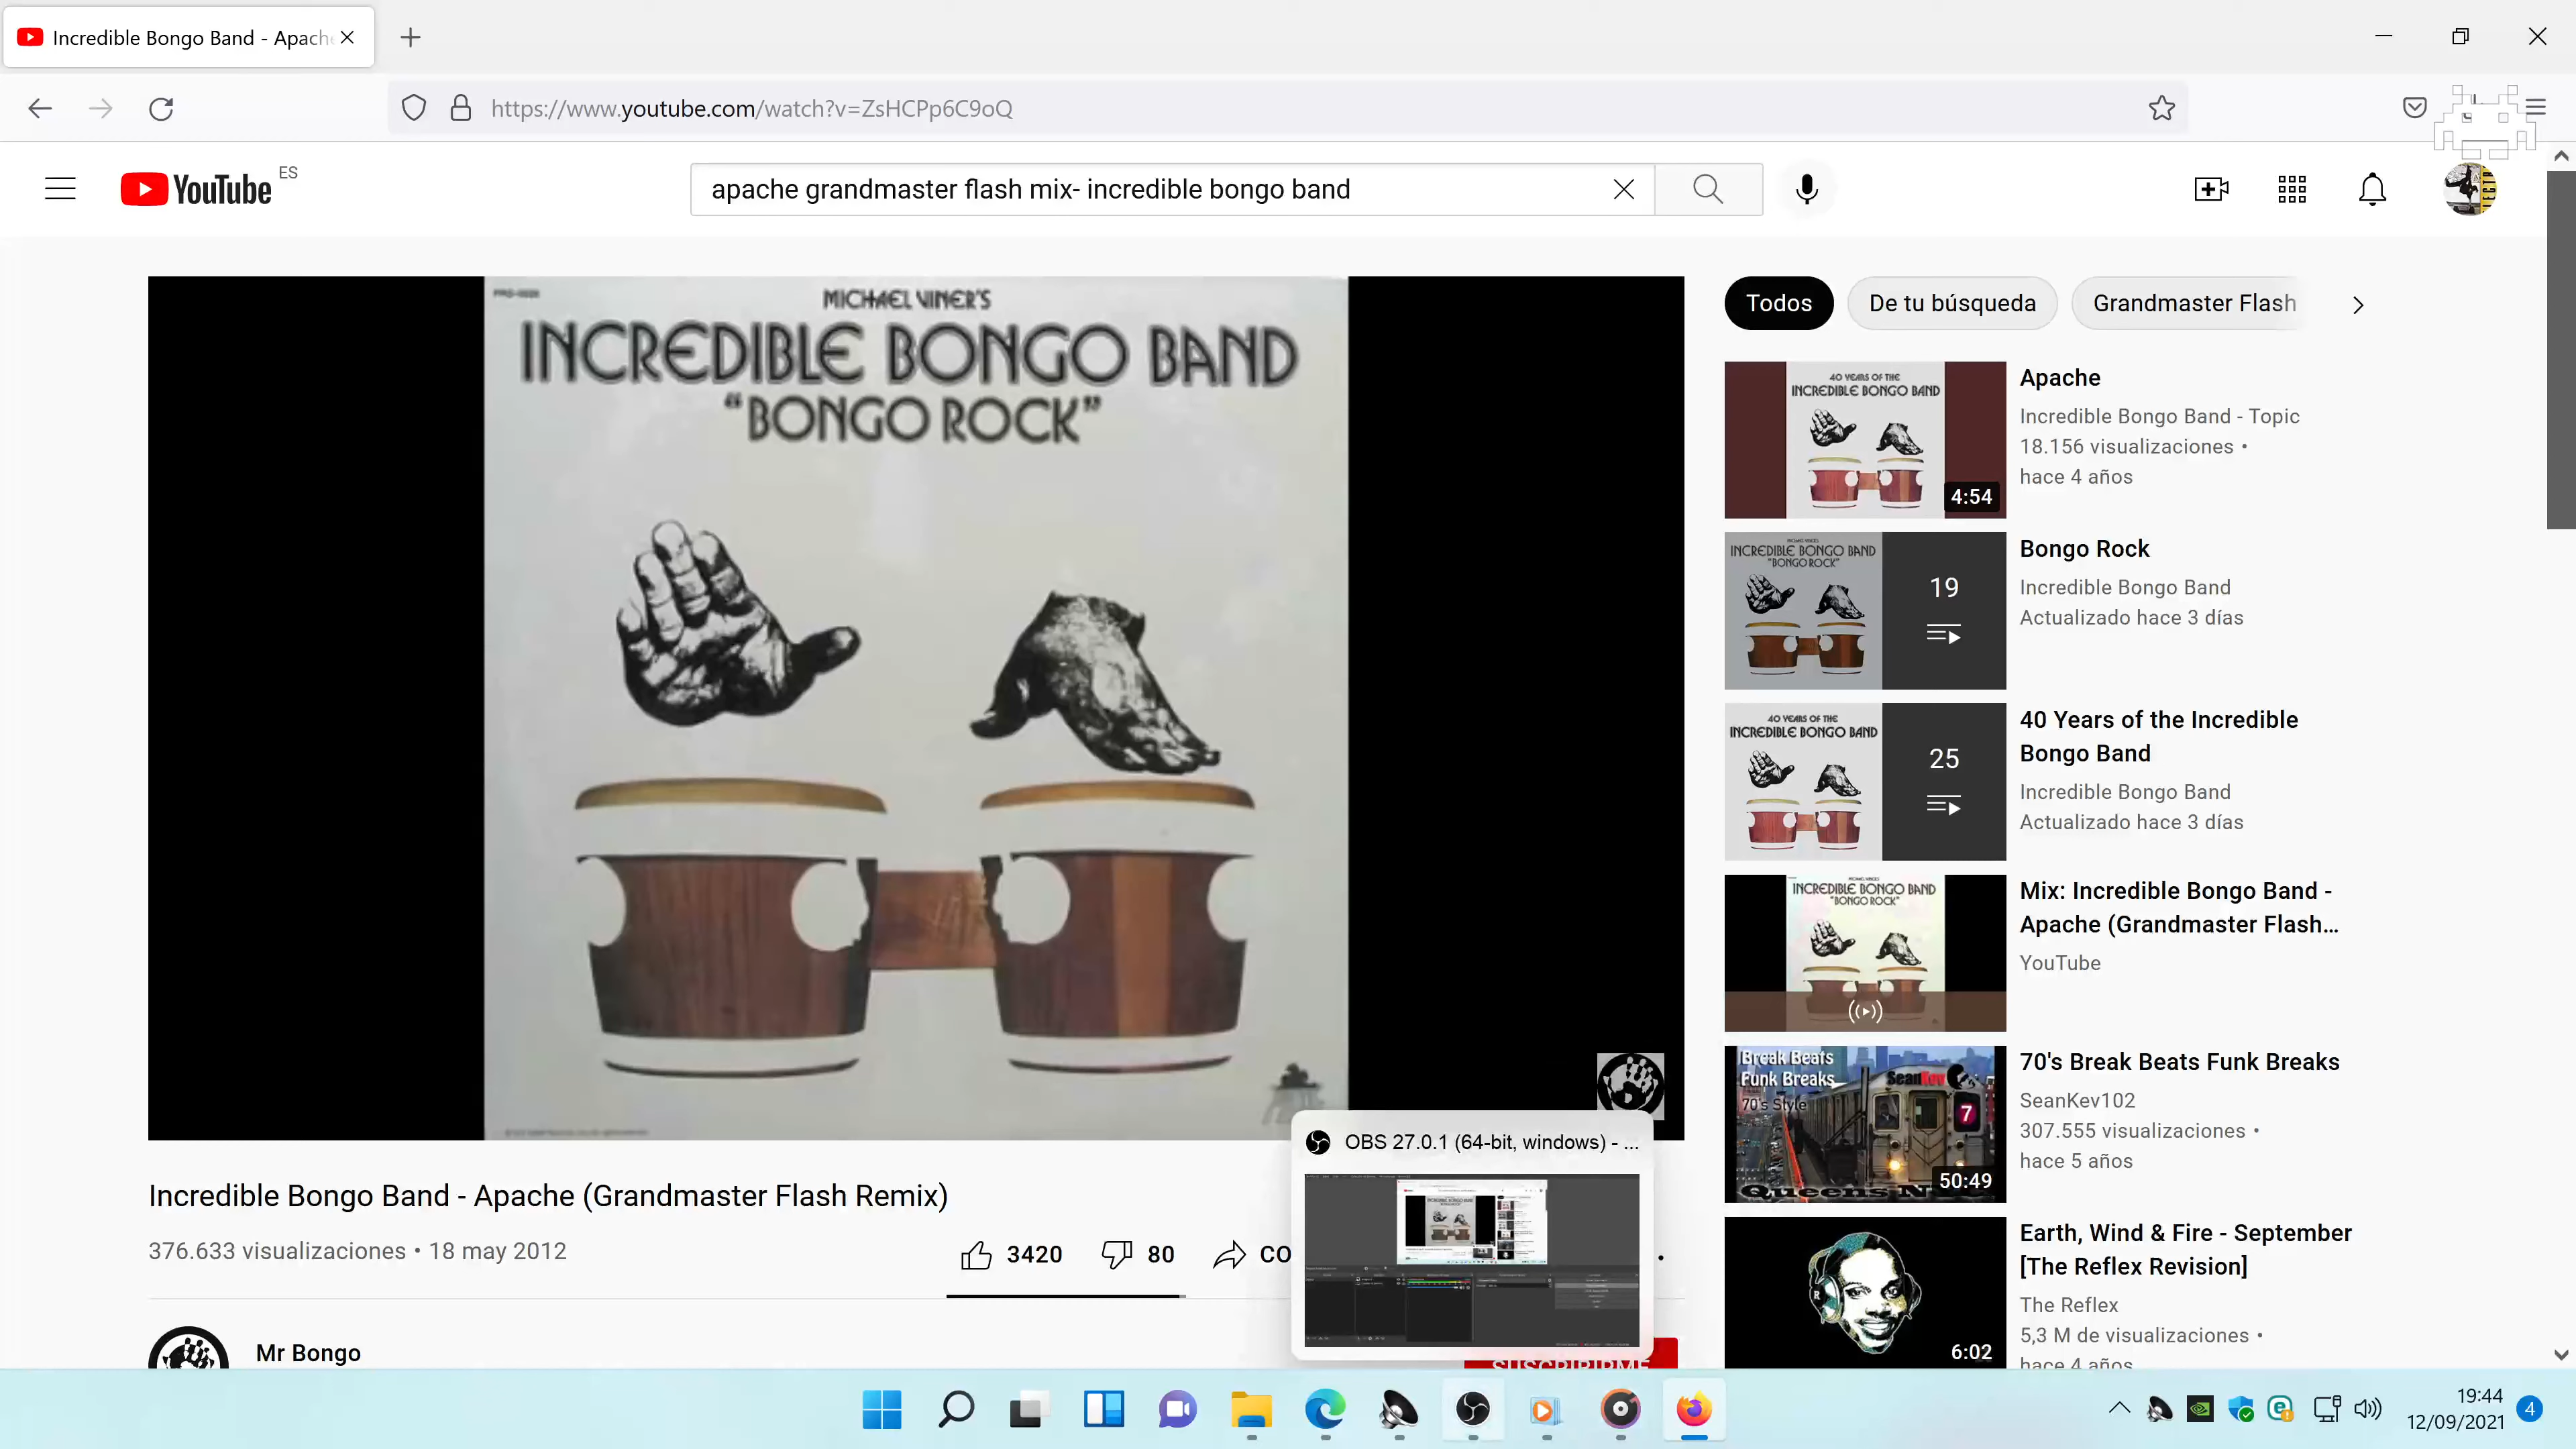 Incredible Bongo Band - Apache
https://www.youtube.com/watch?v=ZsHCPp6C9oQ
YouTube
ES
apache grandmaster flash mix- incredible bongo band
MICHAEL VINER'S
INCREDIBLE BONGO BAND
"BONGO ROCK"
Incredible Bongo Band - Apache (Grandmaster Flash Remix)
376.633 visualizaciones • 18 may 2012
3420
80
CO
Mr Bongo
SUSCRIBIRME
OBS 27.0.1 (64-bit, windows) - ...
Todos
De tu búsqueda
Grandmaster Flash
40 YEARS OF THE
INCREDIBLE BONGO BAND
4:54
Apache
Incredible Bongo Band - Topic
18.156 visualizaciones •
hace 4 años
INCREDIBLE BONGO BAND
"BONGO ROCK"
19
Bongo Rock
Incredible Bongo Band
Actualizado hace 3 días
40 YEARS OF THE
INCREDIBLE BONGO BAND
25
40 Years of the Incredible
Bongo Band
Incredible Bongo Band
Actualizado hace 3 días
INCREDIBLE BONGO BAND
"BONGO ROCK"
Mix: Incredible Bongo Band -
Apache (Grandmaster Flash...
YouTube
Break Beats
Funk Breaks
70's Style
SeanKev
7
Queens N
50:49
70's Break Beats Funk Breaks
SeanKev102
307.555 visualizaciones •
hace 5 años
R
6:02
Earth, Wind & Fire - September
[The Reflex Revision]
The Reflex
5,3 M de visualizaciones •
hace 4 años
19:44
12/09/2021
4